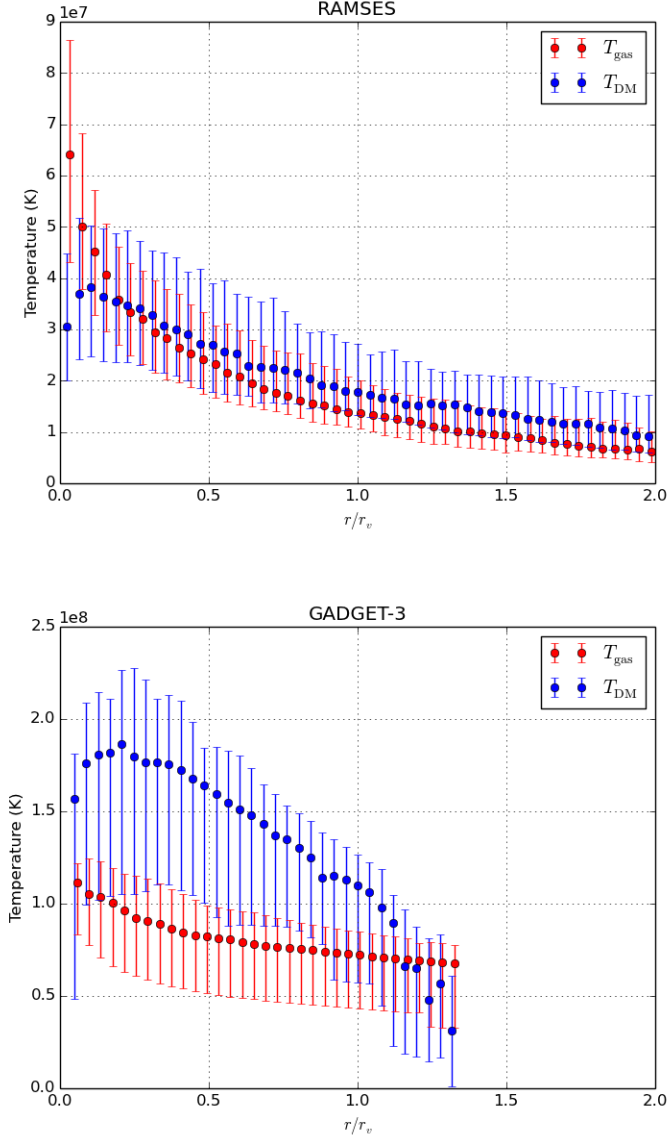 RAMSES
1e7
9
8
7
6
5
4
3
2
1
0
Temperature (K)
T_gas
T_DM
0.0 0.5 1.0 1.5 2.0
r/r_v
GADGET-3
1e8
2.5
2.0
1.5
1.0
0.5
0.0
Temperature (K)
T_gas
T_DM
0.0 0.5 1.0 1.5 2.0
r/r_v